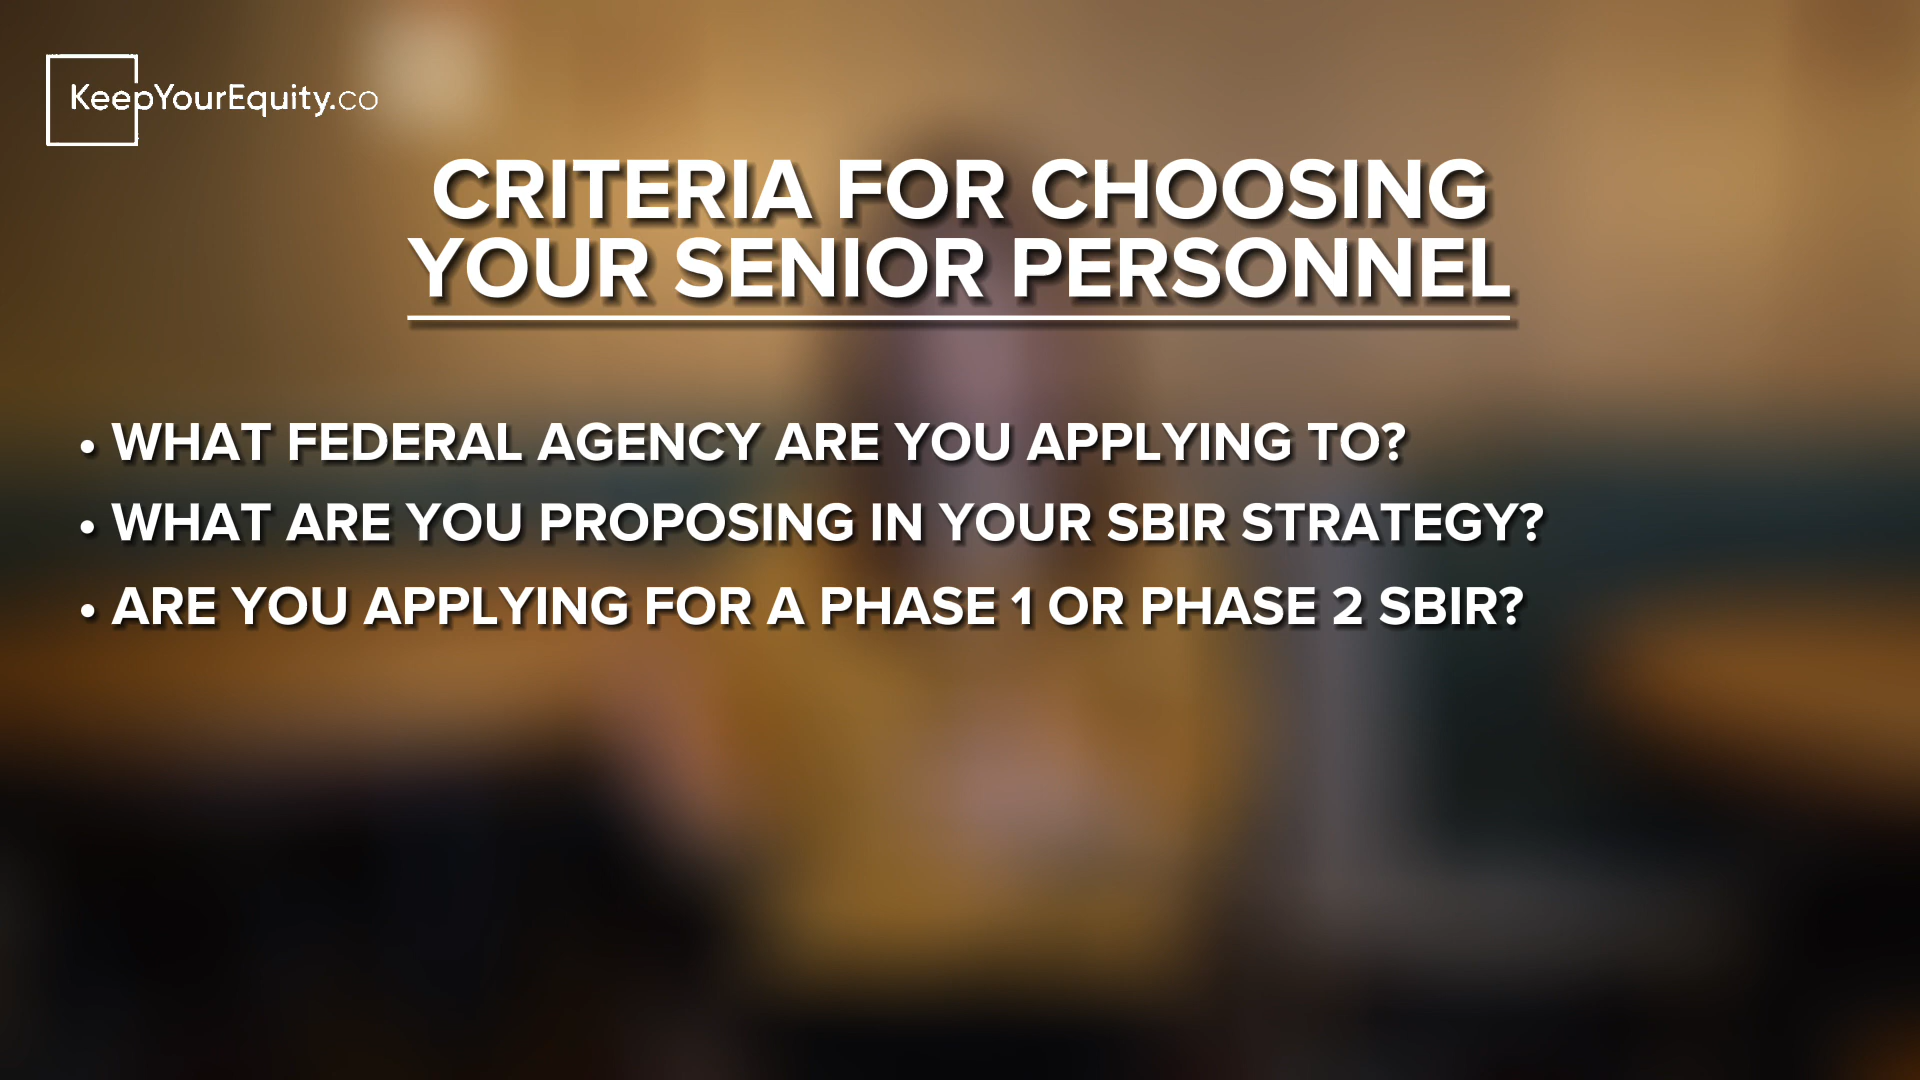 KeepYourEquity.co
CRITERIA FOR CHOOSING
YOUR SENIOR PERSONNEL
• WHAT FEDERAL AGENCY ARE YOU APPLYING TO?
• WHAT ARE YOU PROPOSING IN YOUR SBIR STRATEGY?
• ARE YOU APPLYING FOR A PHASE 1 OR PHASE 2 SBIR?